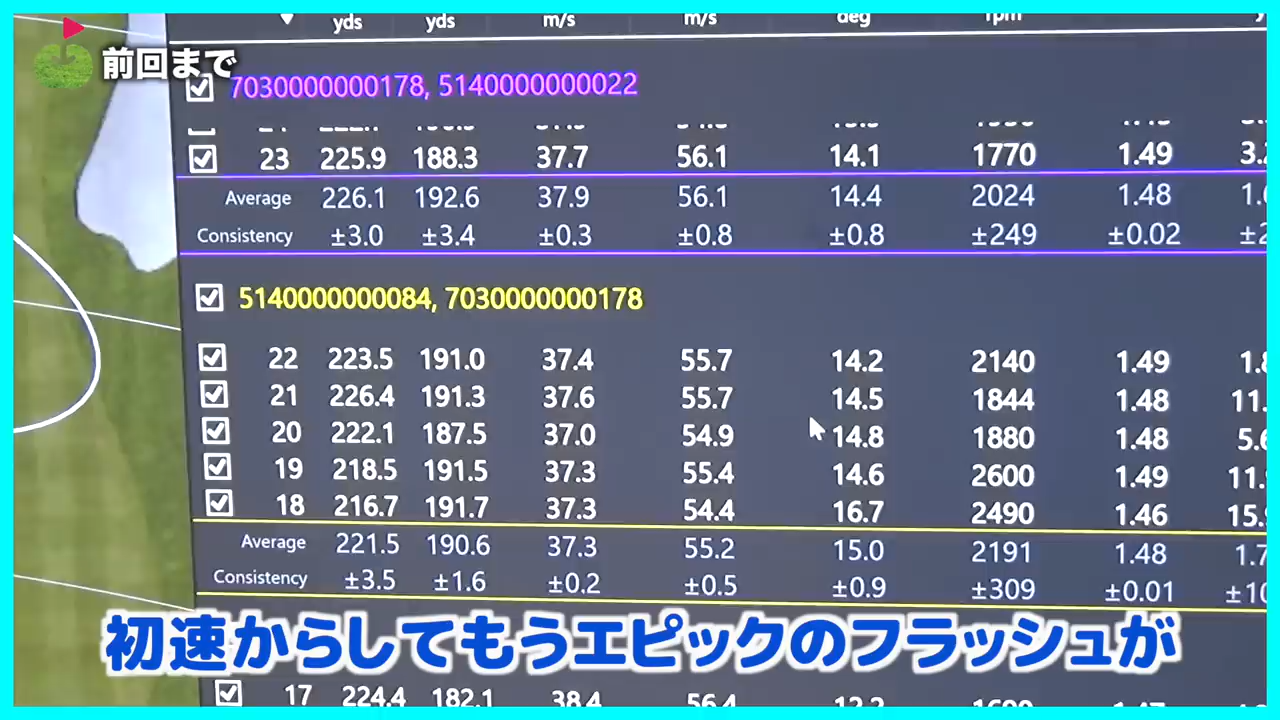 yds yds m/s m/s deg rpm
前回まで
7030000000178, 5140000000022
23 225.9 188.3 37.7 56.1 14.1 1770 1.49
Average 226.1 192.6 37.9 56.1 14.4 2024 1.48
Consistency ±3.0 ±3.4 ±0.3 ±0.8 ±0.8 ±249 ±0.02
5140000000084, 7030000000178
22 223.5 191.0 37.4 55.7 14.2 2140 1.49
21 226.4 191.3 37.6 55.7 14.5 1844 1.48
20 222.1 187.5 37.0 54.9 14.8 1880 1.48
19 218.5 191.5 37.3 55.4 14.6 2600 1.49
18 216.7 191.7 37.3 54.4 16.7 2490 1.46
Average 221.5 190.6 37.3 55.2 15.0 2191 1.48
Consistency ±3.5 ±1.6 ±0.2 ±0.5 ±0.9 ±309 ±0.01
初速からしてもうエピックのフラッシュが
17 224.4 182.1 38.4 56.4